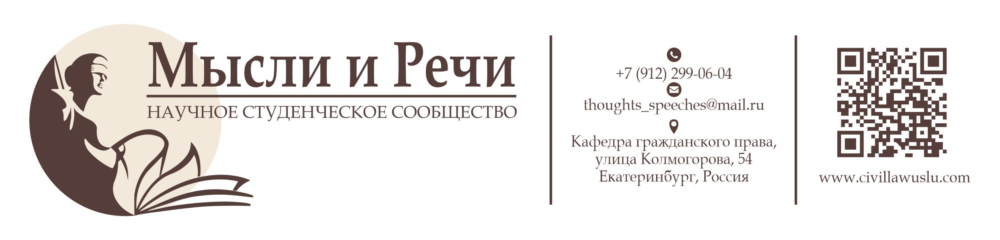 Мысли и Речи
НАУЧНОЕ СТУДЕНЧЕСКОЕ СООБЩЕСТВО
+7 (912) 299-06-04
thoughts_speeches@mail.ru
Кафедра гражданского права,
улица Колмогорова, 54
Екатеринбург, Россия
www.civillawuslu.com